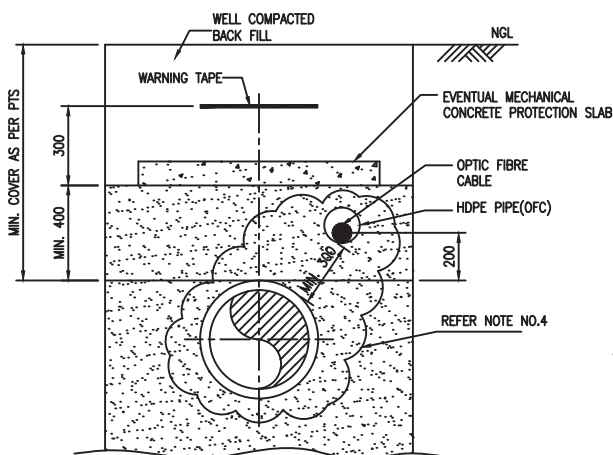 WELL COMPACTED
BACK FILL
NGL
WARNING TAPE
MIN. COVER AS PER PTS
300
EVENTUAL MECHANICAL
CONCRETE PROTECTION SLAB
OPTIC FIBRE
CABLE
HDPE PIPE(OFC)
MIN. 400
200
MIN. 300
REFER NOTE NO.4